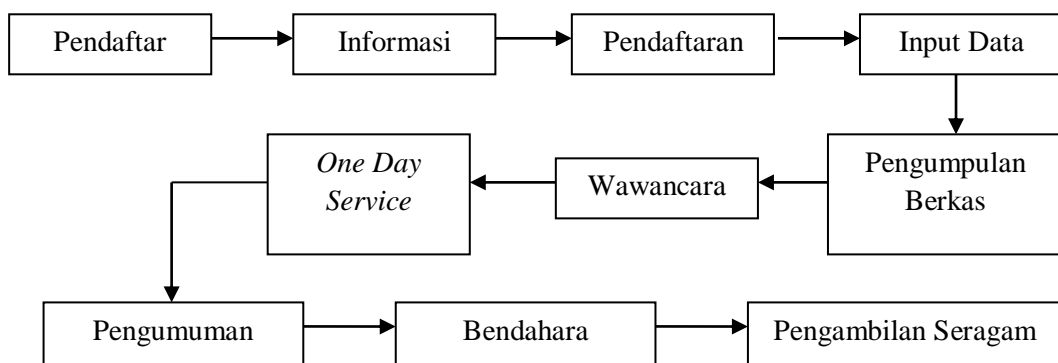 Pendaftar
Informasi
Pendaftaran
Input Data
Pengumpulan
Berkas
Wawancara
One Day
Service
Pengumuman
Bendahara
Pengambilan Seragam